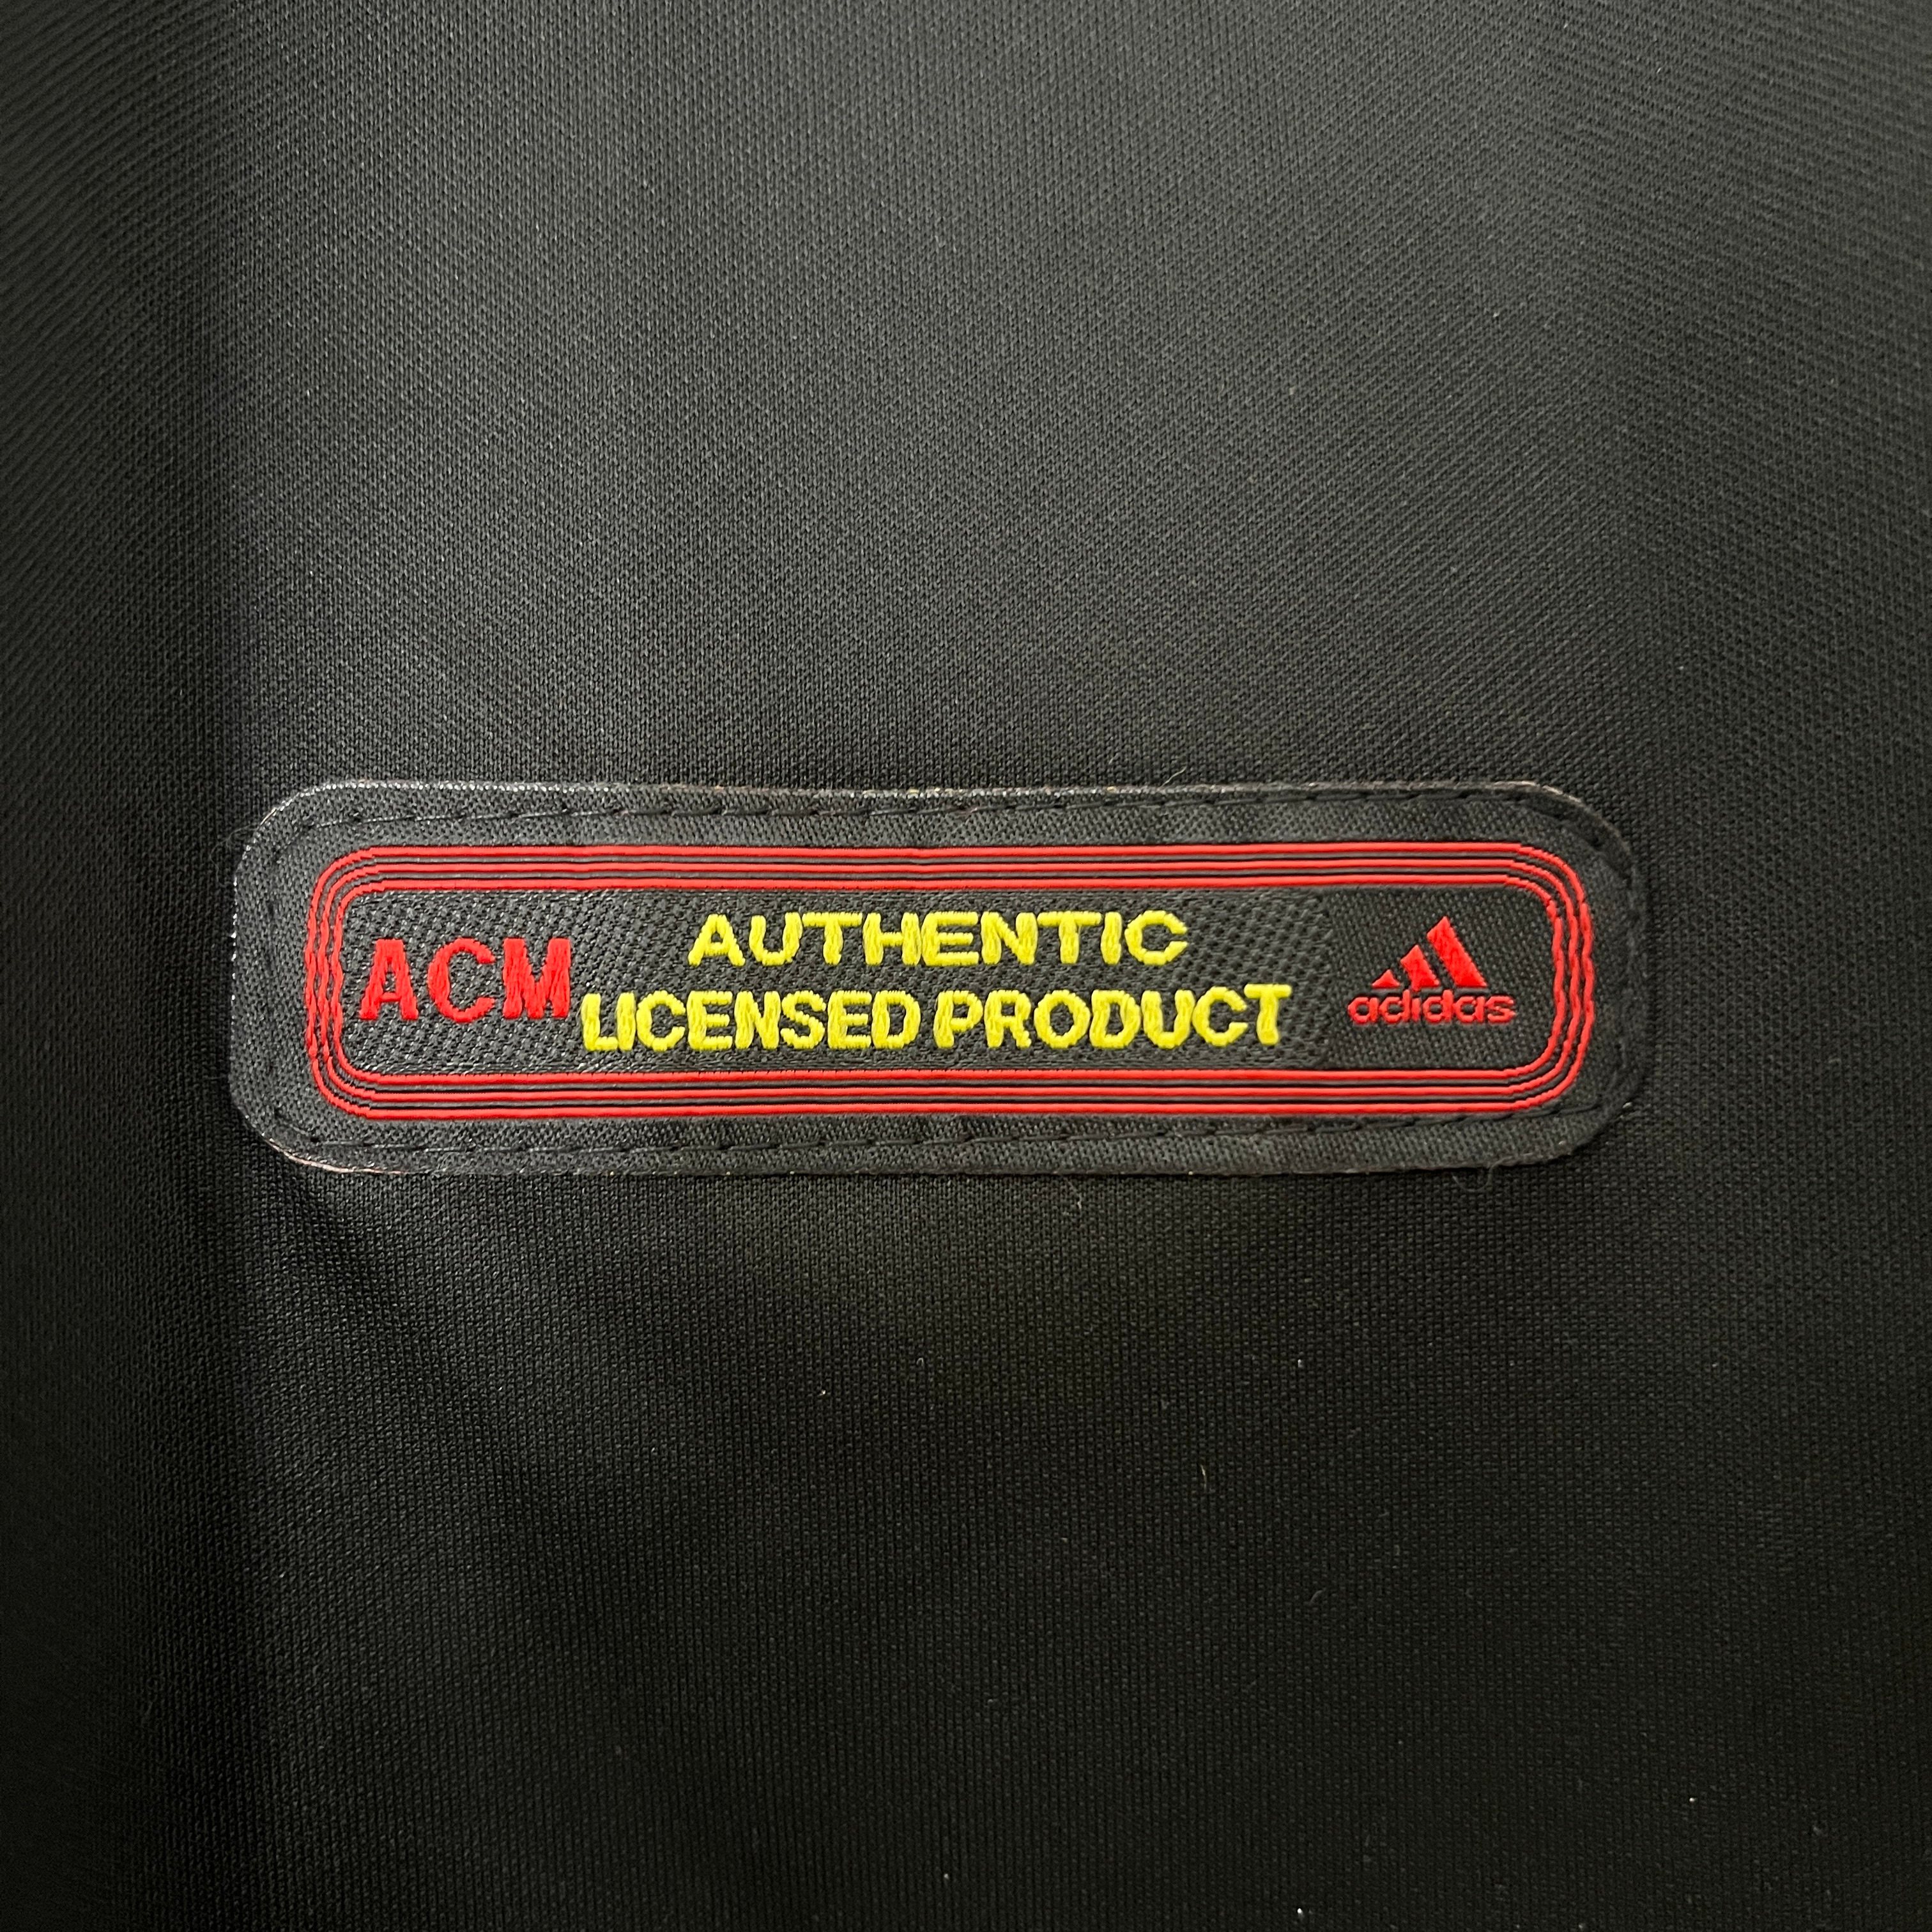 ACM
AUTHENTIC
LICENSED PRODUCT
adidas